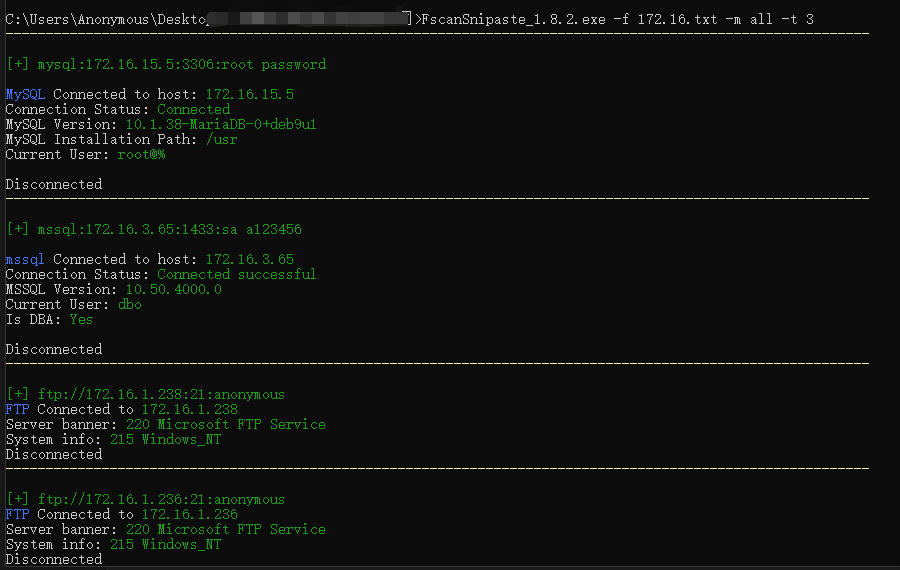 C:\Users\Anonymous\Deskto ]>FscanSnipaste_1.8.2.exe -f 172.16.txt -m all -t 3
[+] mysql:172.16.15.5:3306:root password
MySQL Connected to host: 172.16.15.5
Connection Status: Connected
MySQL Version: 10.1.38-MariaDB-0+deb9u1
MySQL Installation Path: /usr
Current User: root@%
Disconnected
[+] mssql:172.16.3.65:1433:sa a123456
mssql Connected to host: 172.16.3.65
Connection Status: Connected successful
MSSQL Version: 10.50.4000.0
Current User: dbo
Is DBA: Yes
Disconnected
[+] ftp://172.16.1.238:21:anonymous
FTP Connected to 172.16.1.238
Server banner: 220 Microsoft FTP Service
System info: 215 Windows_NT
Disconnected
[+] ftp://172.16.1.236:21:anonymous
FTP Connected to 172.16.1.236
Server banner: 220 Microsoft FTP Service
System info: 215 Windows_NT
Disconnected